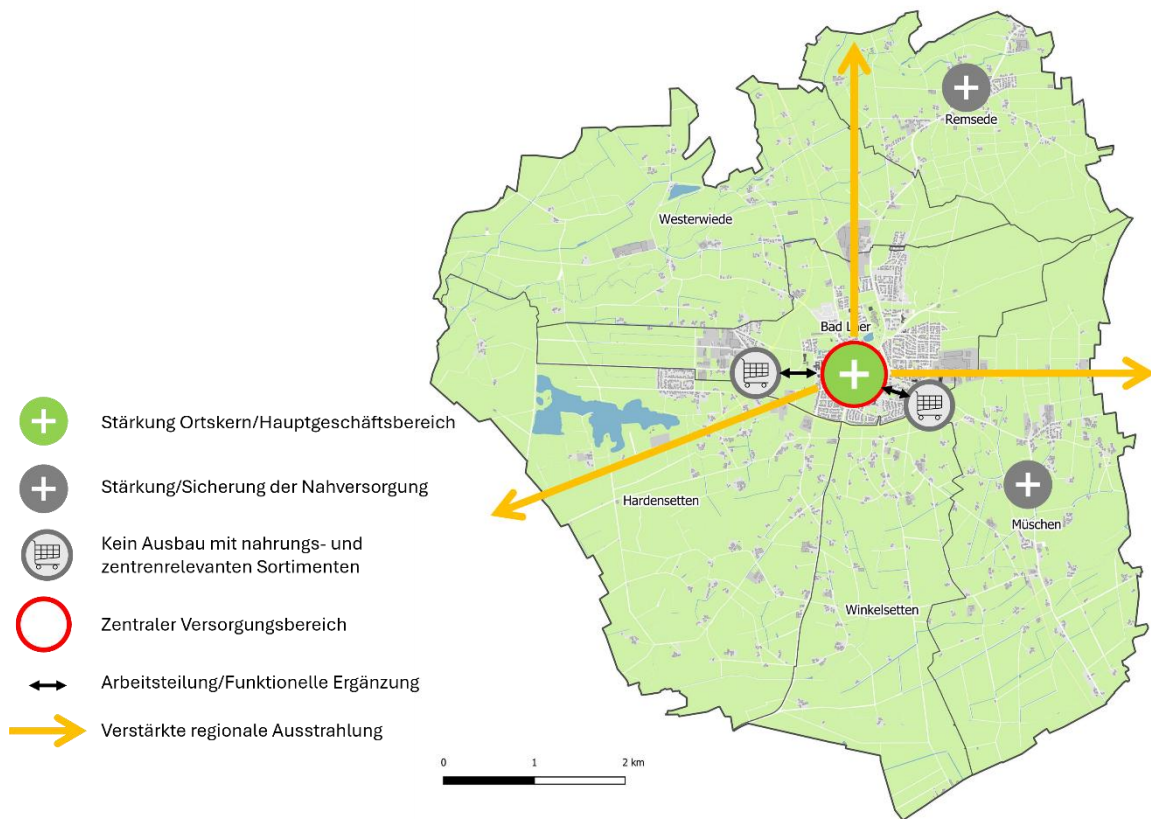 Stärkung Ortskern/Hauptgeschäftsbereich
Stärkung/Sicherung der Nahversorgung
Kein Ausbau mit nahrungs- und
zentrenrelevanten Sortimenten
Zentraler Versorgungsbereich
Arbeitsteilung/Funktionelle Ergänzung
Verstärkte regionale Ausstrahlung
Remsede
Westerwiede
Bad Laer
Hardensetten
Müschen
Winkelsetten
0 1 2 km